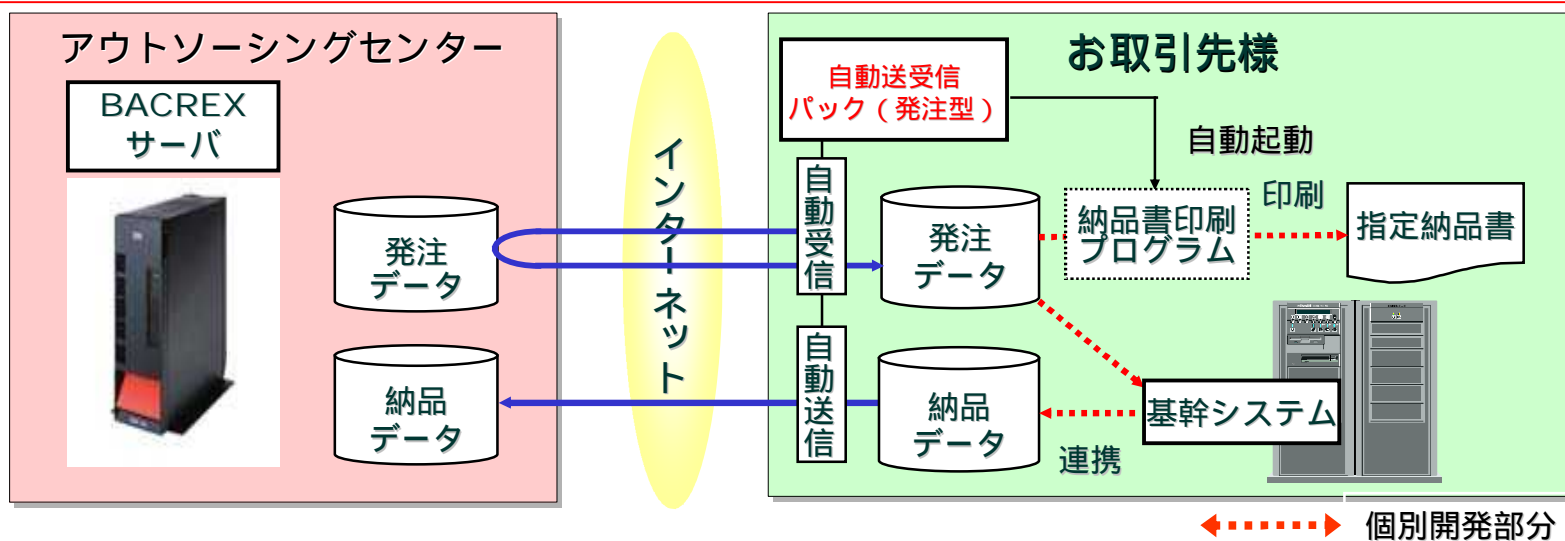 アウトソーシングセンター
BACREX
サーバ
発注
データ
納品
データ
インターネット
お取引先様
自動送受信
パック（発注型）
自動起動
自動受信
発注
データ
納品書印刷
プログラム
印刷
指定納品書
自動送信
納品
データ
連携
基幹システム
個別開発部分